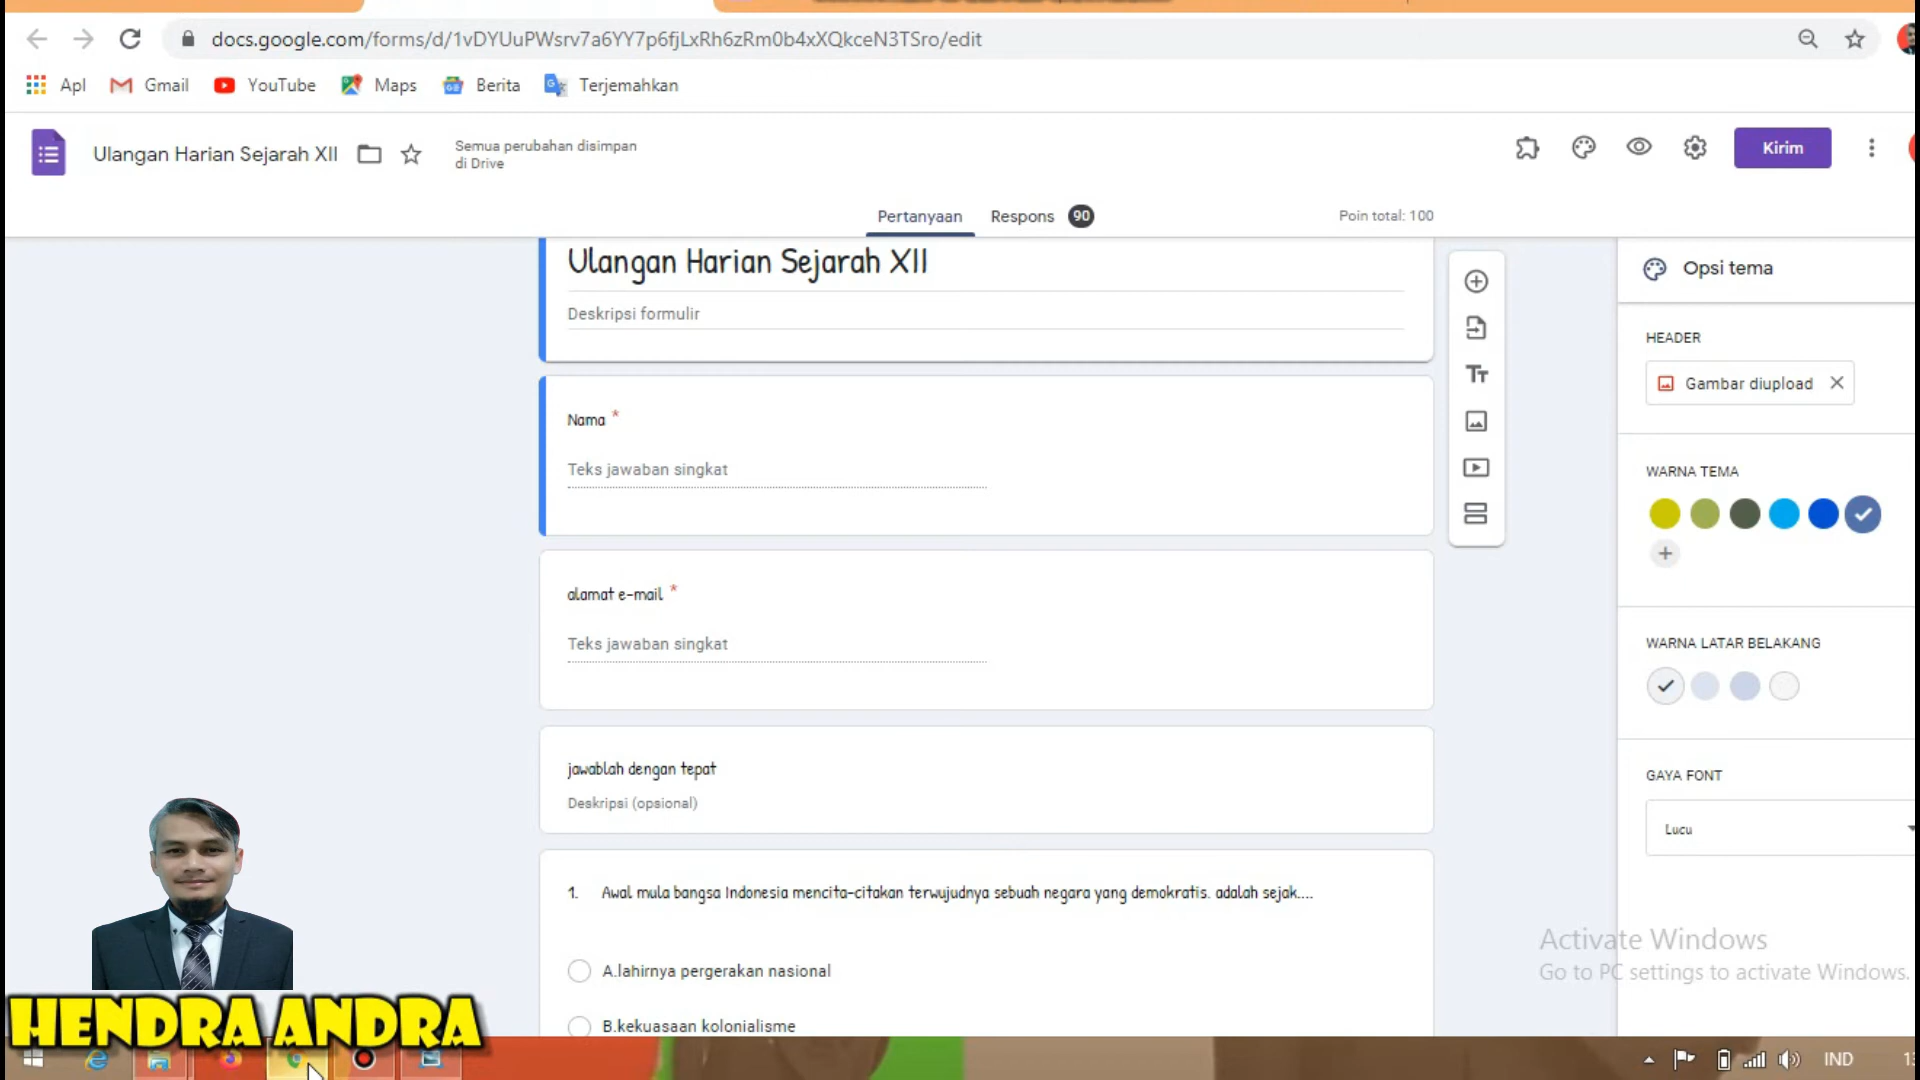 docs.google.com/forms/d/1vDYUuPWsrv7a6YY7p6fjLxRh6zRm0b4xXQkceN3TSro/edit
Apl Gmail YouTube Maps Berita Terjemahkan
Ulangan Harian Sejarah XII
Semua perubahan disimpan
di Drive
Kirim
Pertanyaan Respons 90
Poin total: 100
Ulangan Harian Sejarah XII
Deskripsi formulir
Nama *
Teks jawaban singkat
alamat e-mail *
Teks jawaban singkat
jawablah dengan tepat
Deskripsi (opsional)
1. Awal mula bangsa Indonesia mencita-citakan terwujudnya sebuah negara yang demokratis. adalah sejak....
A.lahirnya pergerakan nasional
B.kekuasaan kolonialisme
Tt
Opsi tema
HEADER
Gambar diupload
WARNA TEMA
WARNA LATAR BELAKANG
GAYA FONT
Lucu
Activate Windows
Go to PC settings to activate Windows.
HENDRA ANDRA
IND